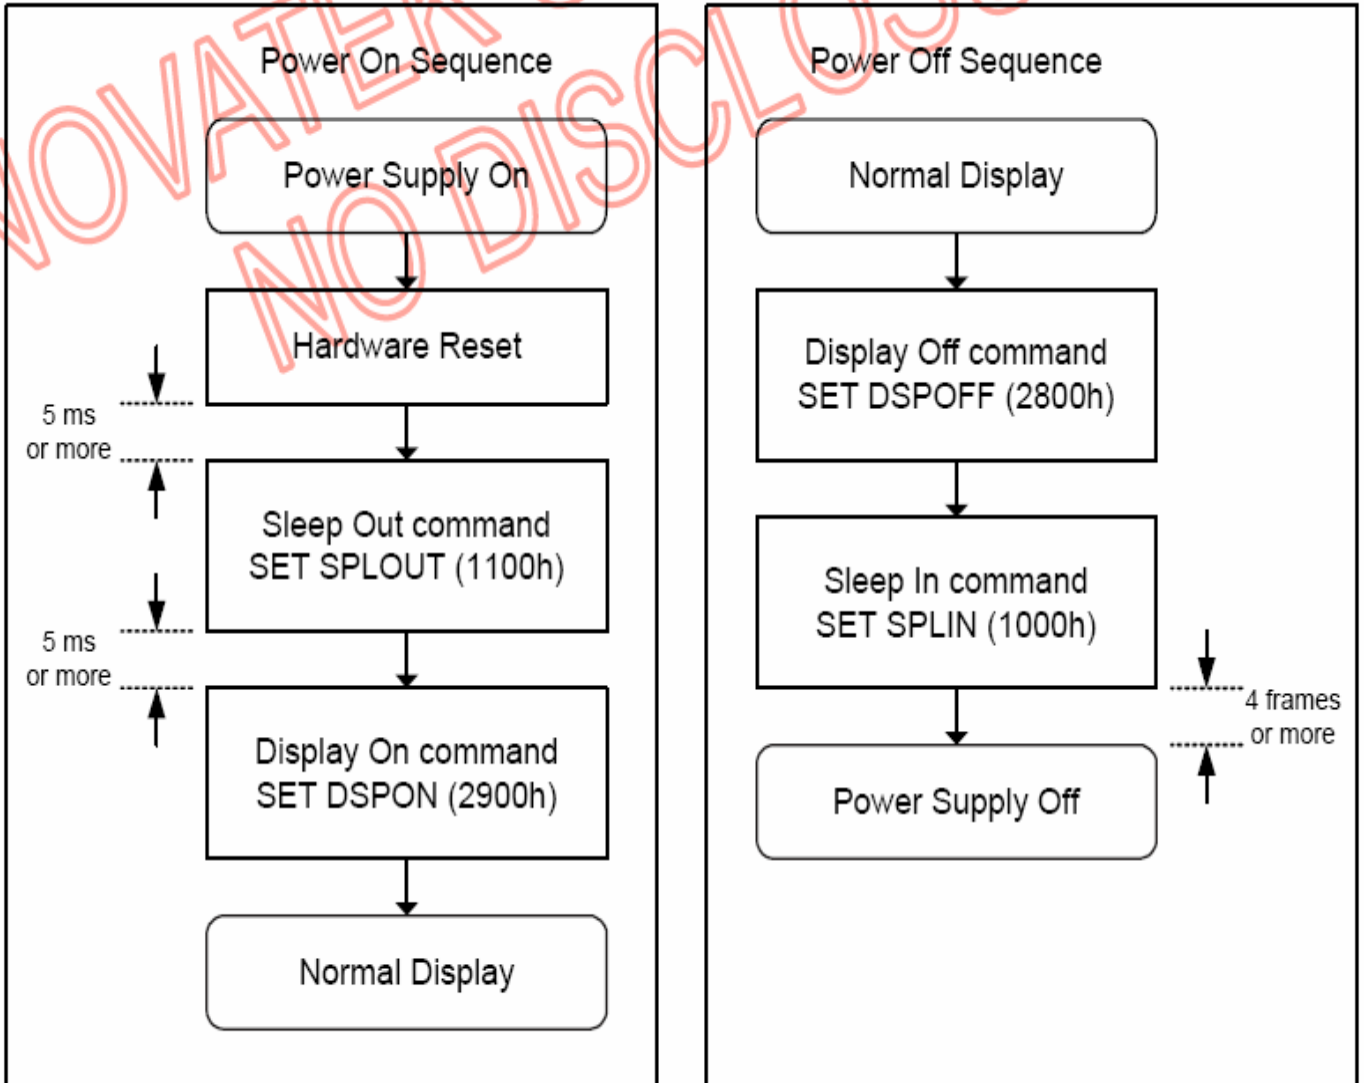 Power On Sequence
Power Supply On
Hardware Reset
5 ms
or more
Sleep Out command
SET SPLOUT (1100h)
5 ms
or more
Display On command
SET DSPON (2900h)
Normal Display
Power Off Sequence
Normal Display
Display Off command
SET DSPOFF (2800h)
Sleep In command
SET SPLIN (1000h)
4 frames
or more
Power Supply Off
NOVATEK
NO DISCLOS